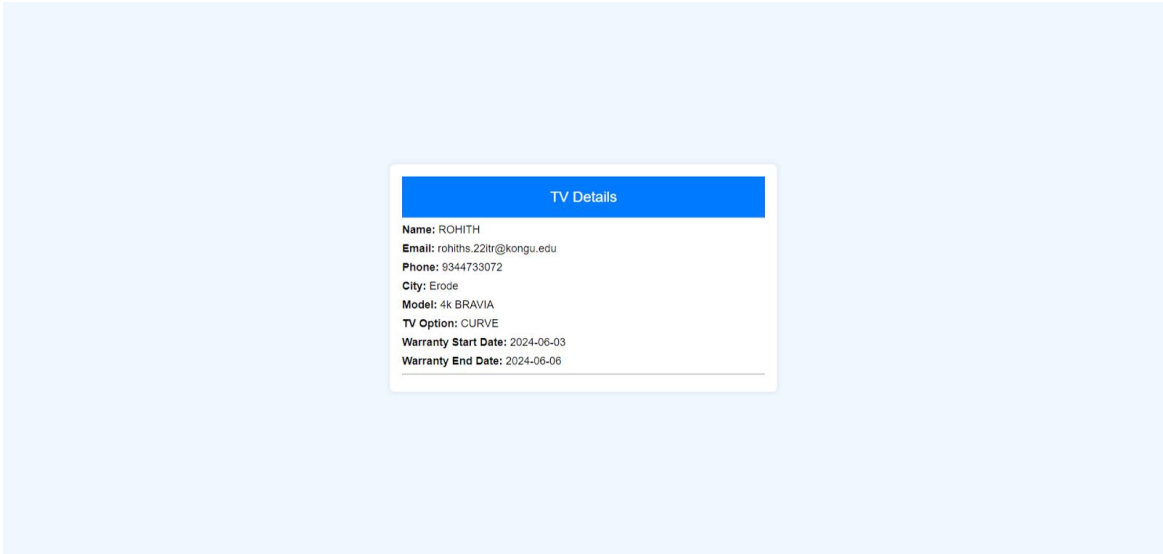 TV Details
Name: ROHITH
Email: rohiths.22itr@kongu.edu
Phone: 9344733072
City: Erode
Model: 4k BRAVIA
TV Option: CURVE
Warranty Start Date: 2024-06-03
Warranty End Date: 2024-06-06